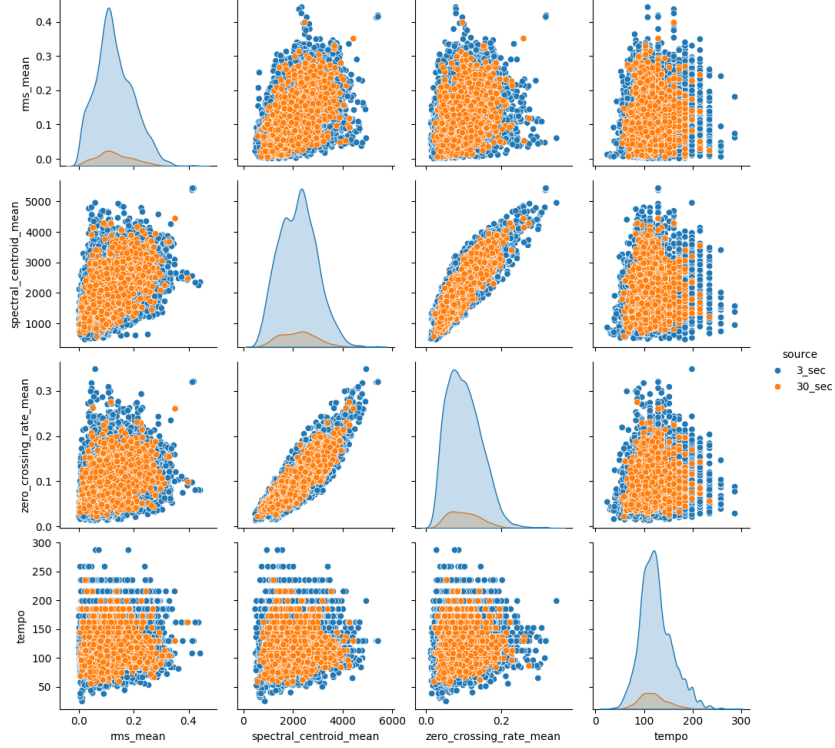 0.4
0.3
0.2
0.1
0.0
rms_mean
5000
4000
3000
2000
1000
spectral_centroid_mean
0.3
0.2
0.1
0.0
zero_crossing_rate_mean
300
250
200
150
100
50
tempo
0.0 0.2 0.4
rms_mean
0 2000 4000 6000
spectral_centroid_mean
0.0 0.2
zero_crossing_rate_mean
0 100 200 300
tempo
source
3_sec
30_sec